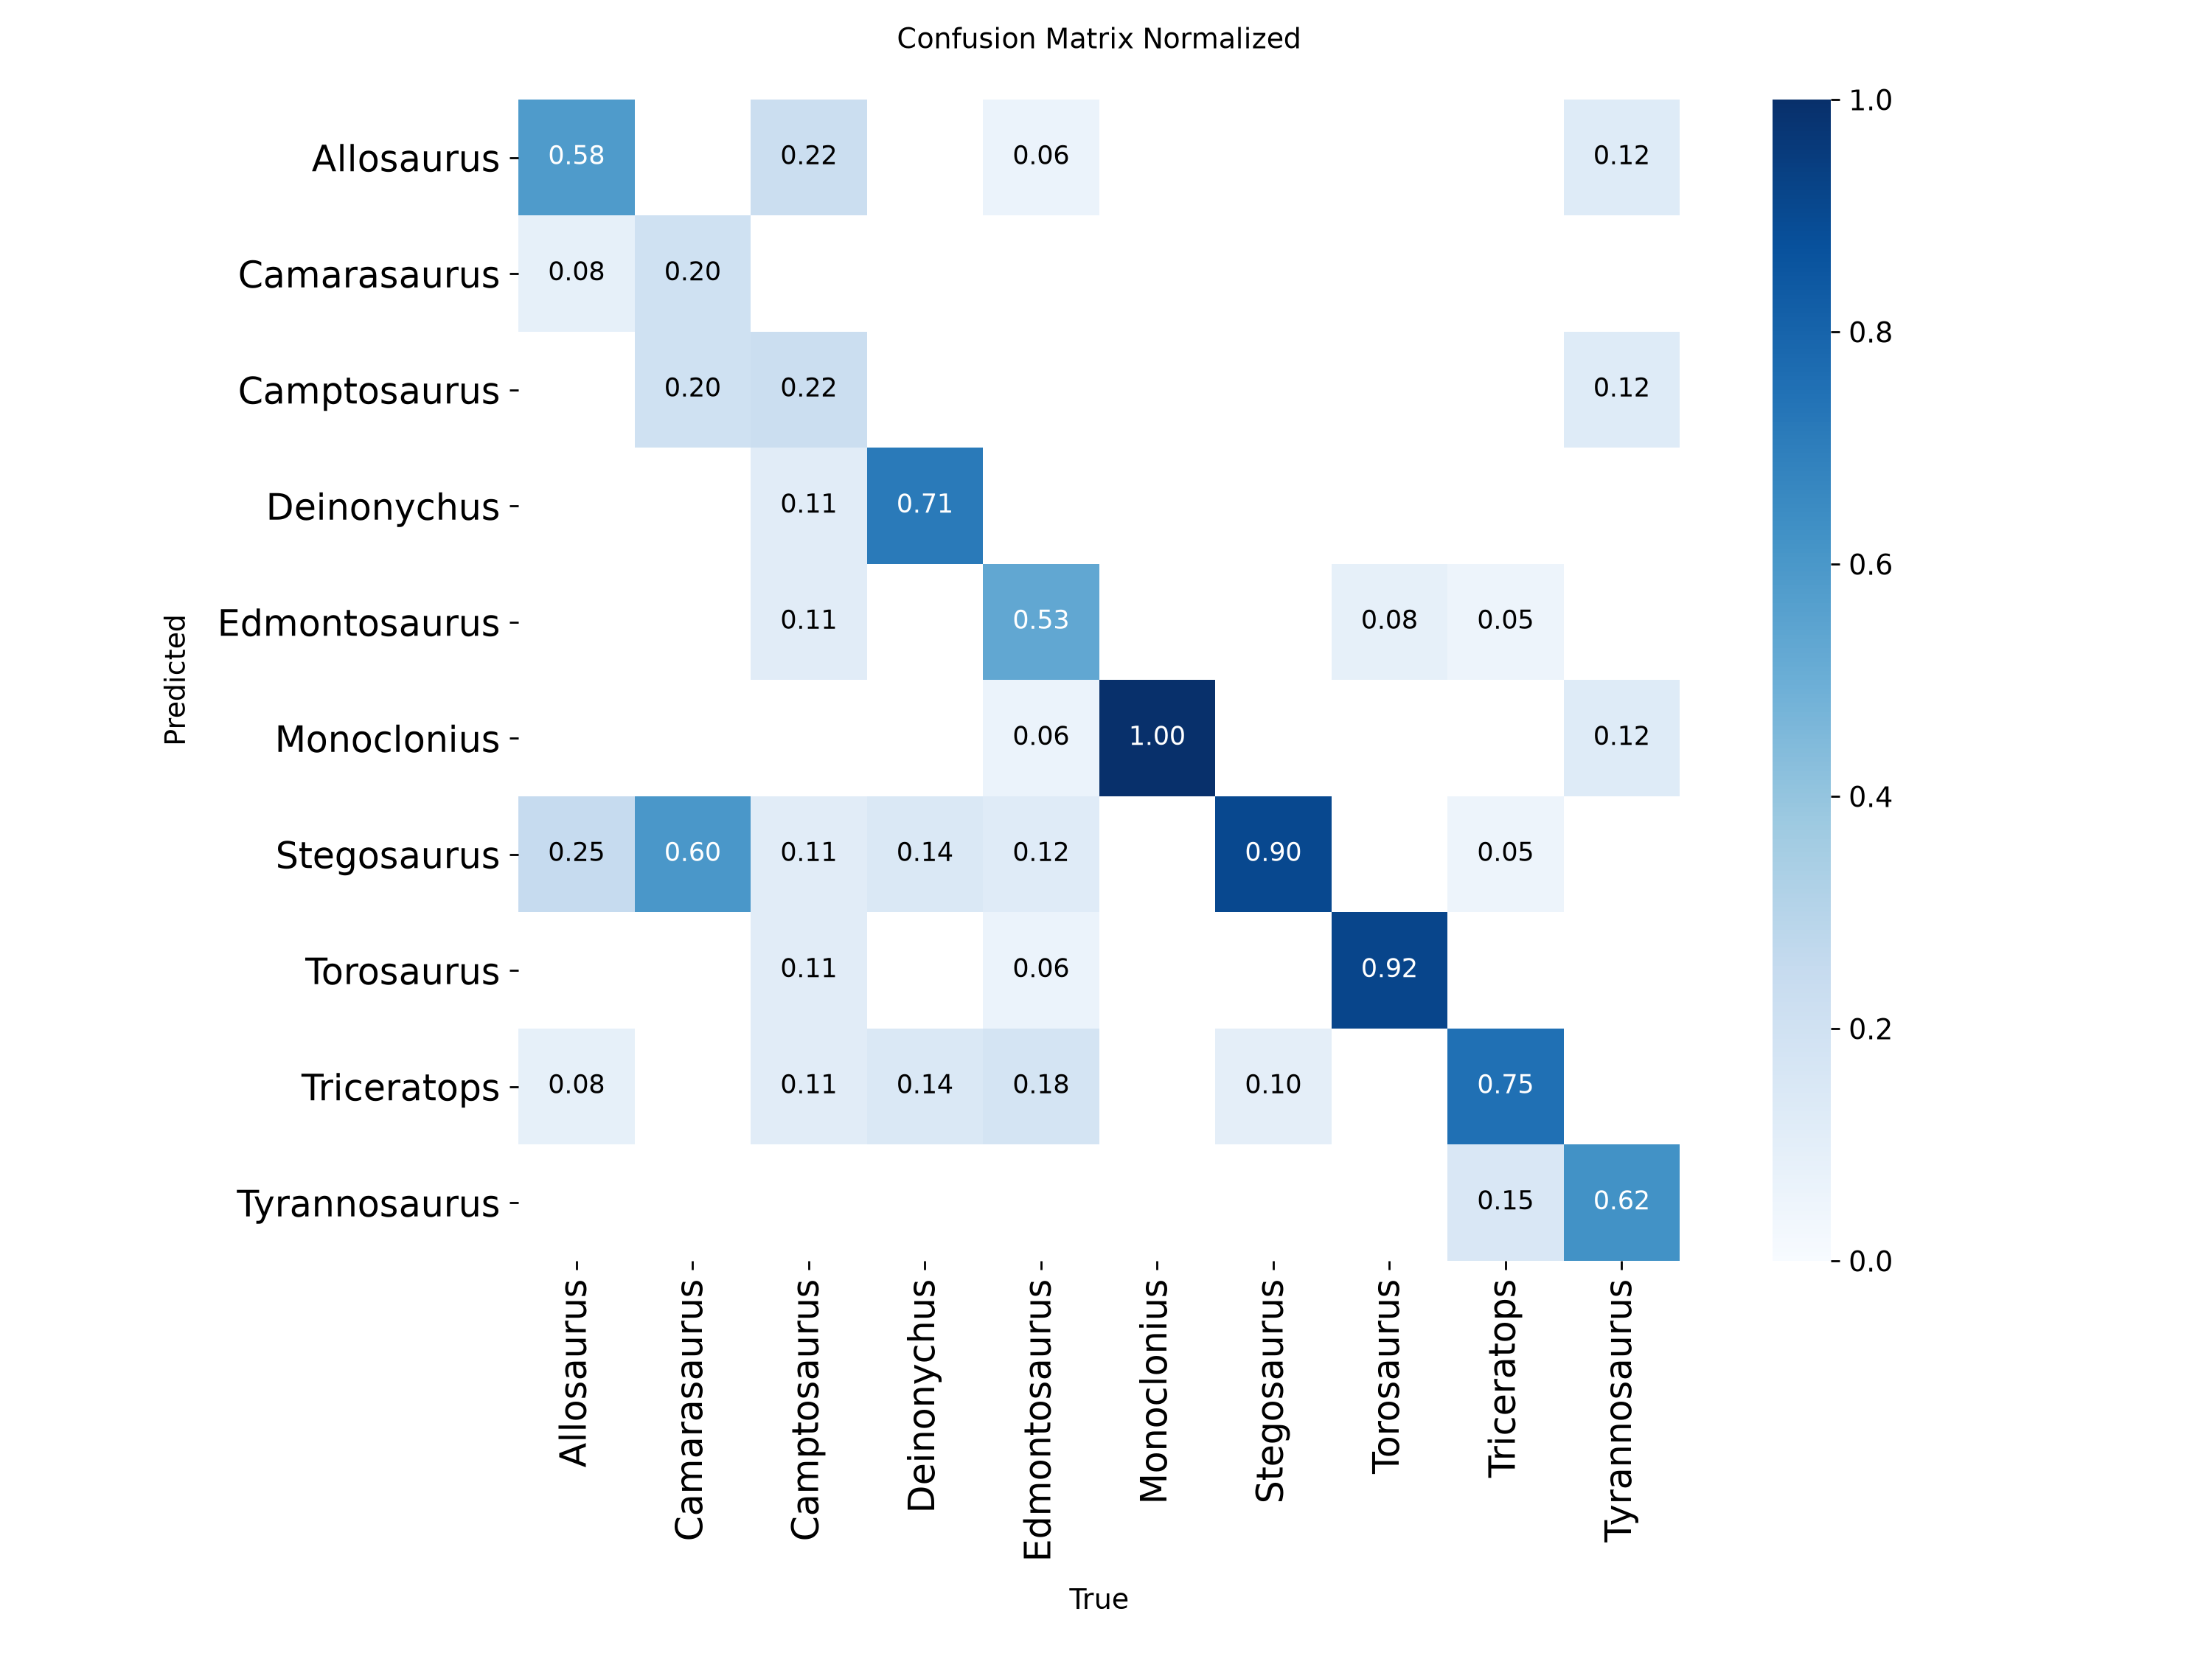 Confusion Matrix Normalized
Allosaurus 0.58 0.22 0.06 0.12
Camarasaurus 0.08 0.20
Camptosaurus 0.20 0.22 0.12
Deinonychus 0.11 0.71
Edmontosaurus 0.11 0.53 0.08 0.05
Monoclonius 0.06 1.00 0.12
Stegosaurus 0.25 0.60 0.11 0.14 0.12 0.90 0.05
Torosaurus 0.11 0.06 0.92
Triceratops 0.08 0.11 0.14 0.18 0.10 0.75
Tyrannosaurus 0.15 0.62
Predicted
Allosaurus
Camarasaurus
Camptosaurus
Deinonychus
Edmontosaurus
Monoclonius
Stegosaurus
Torosaurus
Triceratops
Tyrannosaurus
True
1.0
0.8
0.6
0.4
0.2
0.0